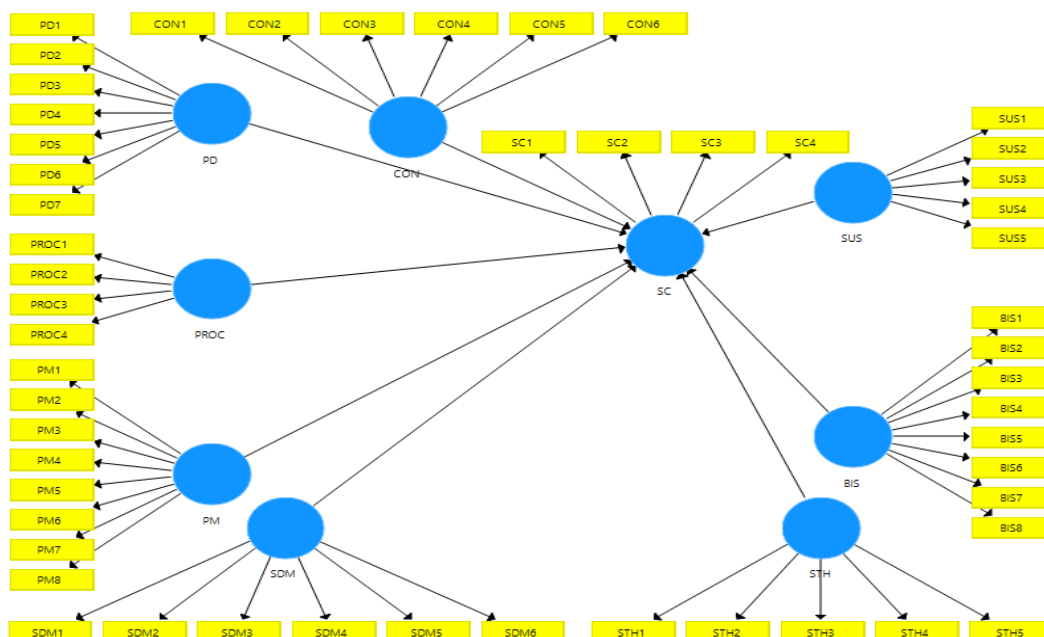 PD1
PD2
PD3
PD4
PD5
PD6
PD7
PD
CON1
CON2
CON3
CON4
CON5
CON6
CON
SC1
SC2
SC3
SC4
SC
SUS1
SUS2
SUS3
SUS4
SUS5
SUS
PROC1
PROC2
PROC3
PROC4
PROC
BIS1
BIS2
BIS3
BIS4
BIS5
BIS6
BIS7
BIS8
BIS
PM1
PM2
PM3
PM4
PM5
PM6
PM7
PM8
PM
SDM
SDM1
SDM2
SDM3
SDM4
SDM5
SDM6
STH
STH1
STH2
STH3
STH4
STH5